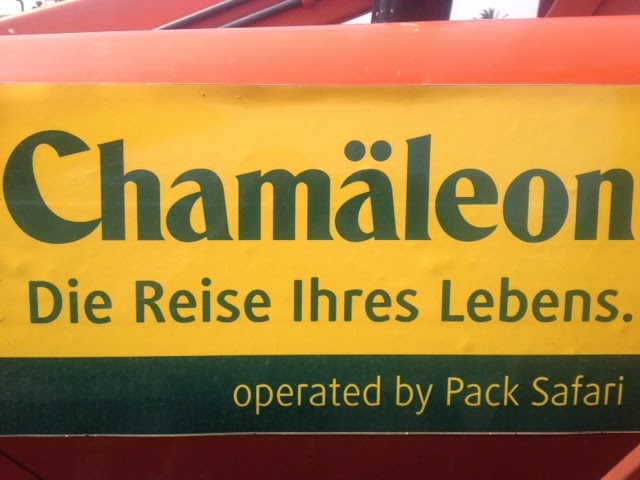 Chamäleon
Die Reise Ihres Lebens.
operated by Pack Safari